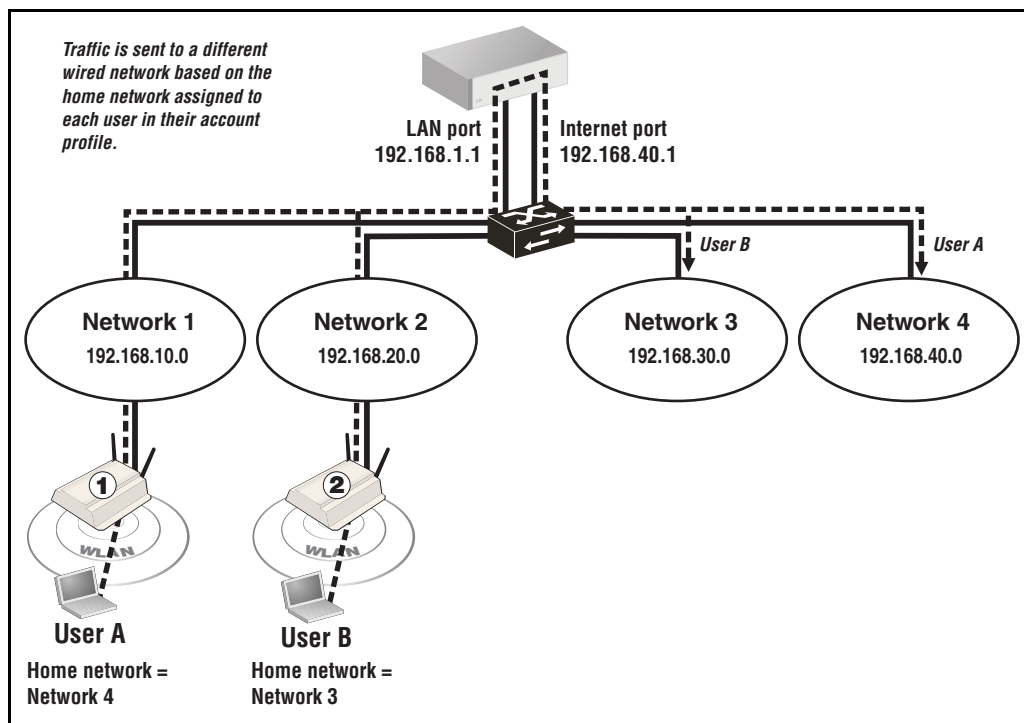 Traffic is sent to a different
wired network based on the
home network assigned to
each user in their account
profile.
LAN port
192.168.1.1
Internet port
192.168.40.1
User B
User A
Network 1
192.168.10.0
Network 2
192.168.20.0
Network 3
192.168.30.0
Network 4
192.168.40.0
1
2
WLAN
WLAN
User A
Home network =
Network 4
User B
Home network =
Network 3